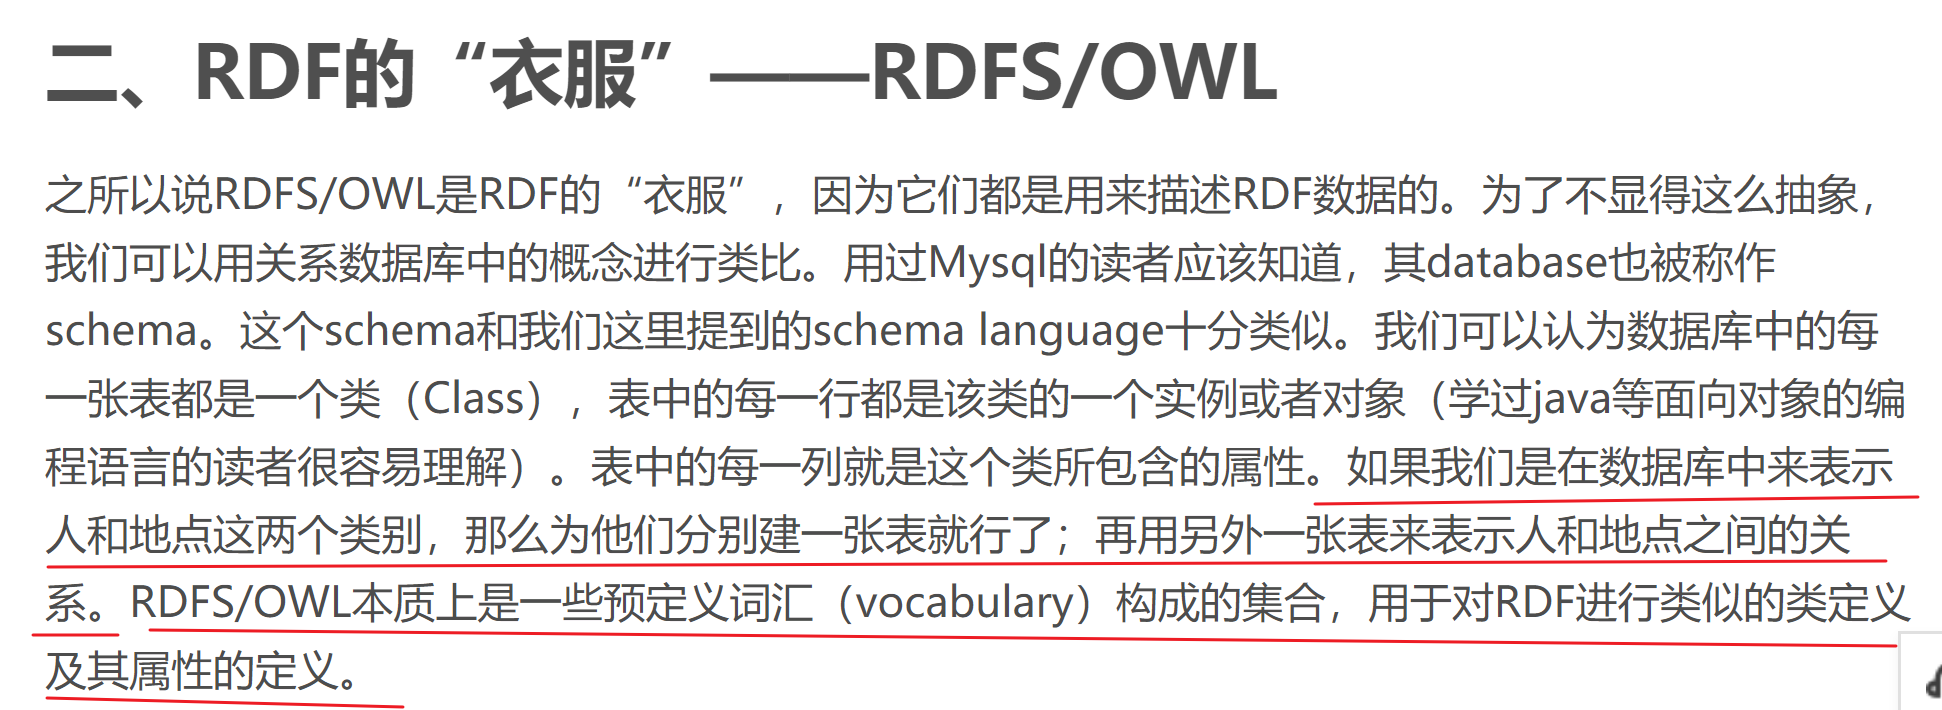 二、RDF的“衣服”——RDFS/OWL
之所以说RDFS/OWL是RDF的“衣服”，因为它们都是用来描述RDF数据的。为了不显得这么抽象，
我们可以用关系数据库中的概念进行类比。用过Mysql的读者应该知道，其database也被称作
schema。这个schema和我们这里提到的schema language十分类似。我们可以认为数据库中的每
一张表都是一个类（Class），表中的每一行都是该类的一个实例或者对象（学过java等面向对象的编
程语言的读者很容易理解）。表中的每一列就是这个类所包含的属性。如果我们是在数据库中来表示
人和地点这两个类别，那么为他们分别建一张表就行了；再用另外一张表来表示人和地点之间的关
系。RDFS/OWL本质上是一些预定义词汇（vocabulary）构成的集合，用于对RDF进行类似的类定义
及其属性的定义。